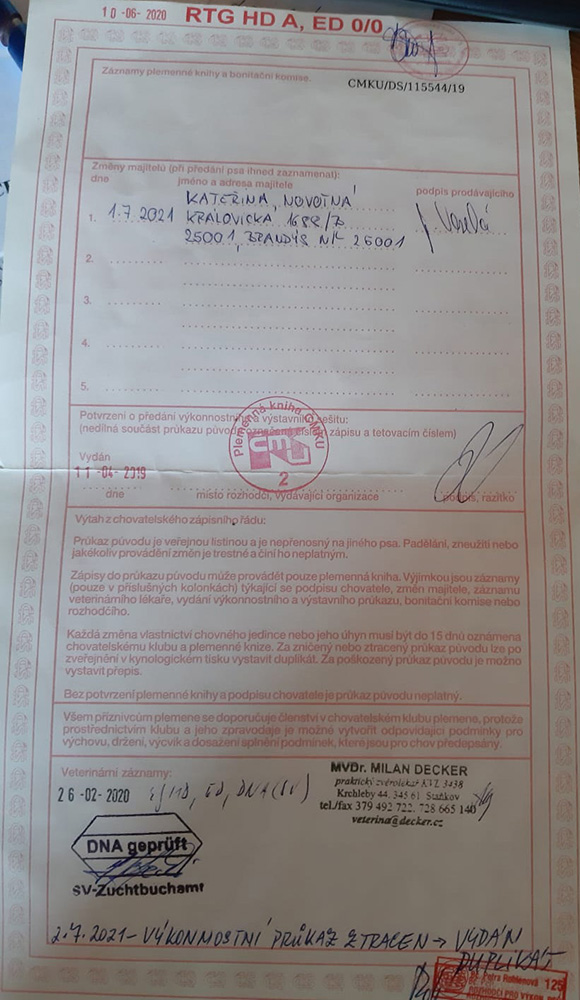 10 -06- 2020 RTG HD A, ED 0/0
Záznamy plemenné knihy a bonitační komise.
CMKU/DS/115544/19
Změny majitelů (při předání psa ihned zaznamenat):
dne jméno a adresa majitele podpis prodávajícího
1. 1.7.2021 KATEŘINA NOVOTNÁ
KRÁLOVICKÁ 1688/
25001, BRANDÝS N/L 25001
2.
3.
4.
5.
Potvrzení o předání výkonnostního a výstavního sešitu:
(nedílná součást průkazu původu označená číslem zápisu a tetovacím číslem)
Plemenná kniha ČMKU
2
Vydán
11 -04- 2019
dne místo rozhodčí, vydávající organizace podpis, razítko
Výtah z chovatelského zápisního řádu:
Průkaz původu je veřejnou listinou a je nepřenosný na jiného psa. Padělání, zneužití nebo
jakékoliv provádění změn je trestné a činí ho neplatným.
Zápisy do průkazu původu může provádět pouze plemenná kniha. Výjimkou jsou záznamy
(pouze v příslušných kolonkách) týkající se podpisu chovatele, změn majitele, záznamu
veterinárního lékaře, vydání výkonnostního a výstavního průkazu, bonitační komise nebo
rozhodčího.
Každá změna vlastnictví chovného jedince nebo jeho úhyn musí být do 15 dnů oznámena
chovatelskému klubu a plemenné knize. Za zničený nebo ztracený průkaz původu lze po
zveřejnění v kynologickém tisku vystavit duplikát. Za poškozený průkaz původu je možno
vystavit přepis.
Bez potvrzení plemenné knihy a podpisu chovatele je průkaz původu neplatný.
Všem příznivcům plemene se doporučuje členství v chovatelském klubu plemene, protože
prostřednictvím klubu a jeho zpravodaje je možné vytvořit odpovídající podmínky pro
výchovu, držení, výcvik a dosažení splnění podmínek, které jsou pro chov předepsány.
Veterinární záznamy:
26 -02- 2020 HD, ED, DNA (SV)
MVDr. MILAN DECKER
praktický zvěrolékař KVL 3438
Krchleby 44, 345 61 Staňkov
tel./fax 379 492 722, 728 665 140
veterina@decker.cz
DNA geprüft
SV-Zuchtbuchamt
2.7.2021 - VÝKONNOSTNÍ PRŮKAZ ZTRACEN → VYDÁN
DUPLIKÁT
125